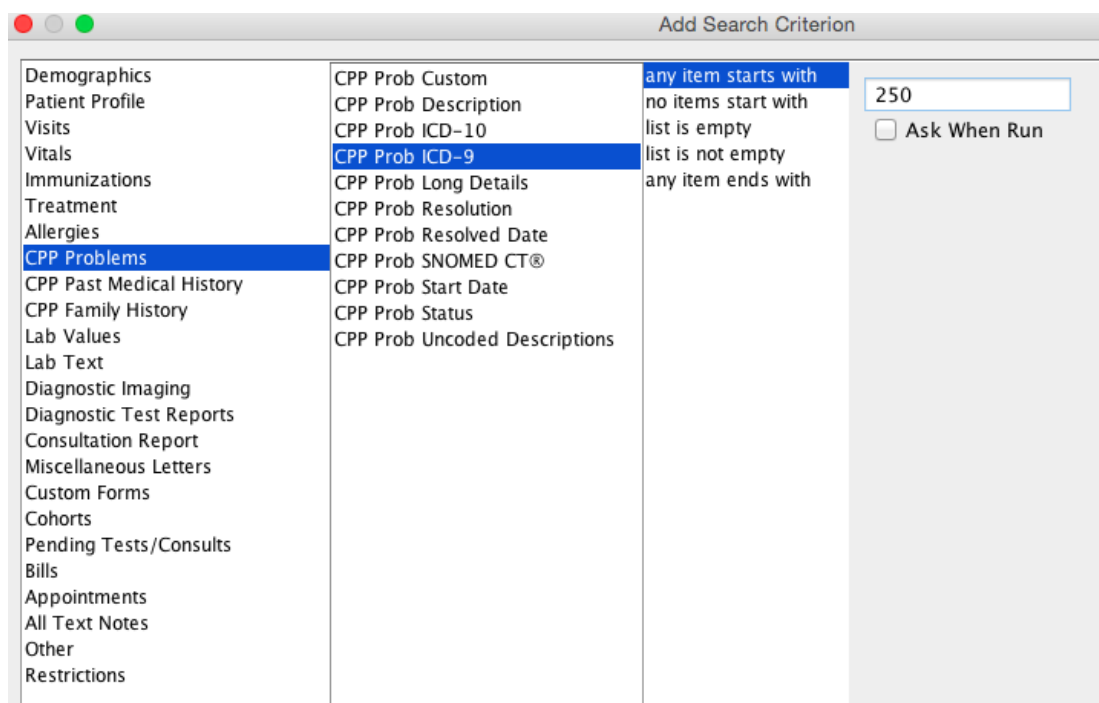 Add Search Criterion
Demographics
Patient Profile
Visits
Vitals
Immunizations
Treatment
Allergies
CPP Problems
CPP Past Medical History
CPP Family History
Lab Values
Lab Text
Diagnostic Imaging
Diagnostic Test Reports
Consultation Report
Miscellaneous Letters
Custom Forms
Cohorts
Pending Tests/Consults
Bills
Appointments
All Text Notes
Other
Restrictions
CPP Prob Custom
CPP Prob Description
CPP Prob ICD-10
CPP Prob ICD-9
CPP Prob Long Details
CPP Prob Resolution
CPP Prob Resolved Date
CPP Prob SNOMED CT®
CPP Prob Start Date
CPP Prob Status
CPP Prob Uncoded Descriptions
any item starts with
no items start with
list is empty
list is not empty
any item ends with
250
Ask When Run